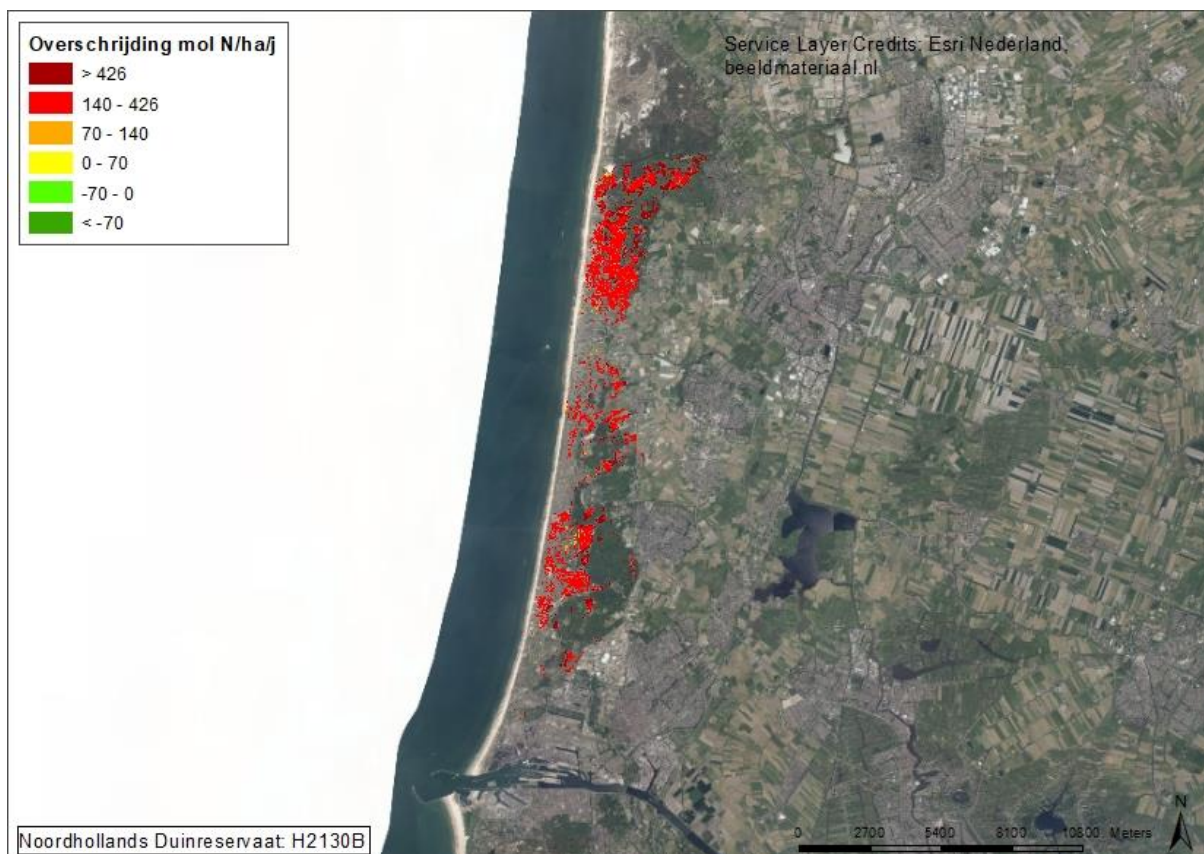 Overschrijding mol N/ha/j
> 426
140 - 426
70 - 140
0 - 70
-70 - 0
< -70
Service Layer Credits: Esri Nederland,
beeldmateriaal.nl
Noordhollands Duinreservaat: H2130B
N
0 2700 5400 8100 10800 Meters